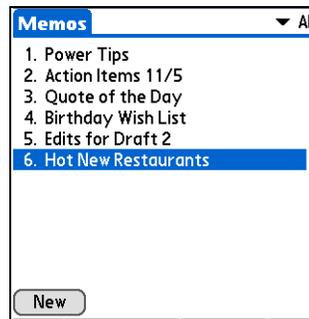 Memos
1. Power Tips
2. Action Items 11/5
3. Quote of the Day
4. Birthday Wish List
5. Edits for Draft 2
6. Hot New Restaurants
New